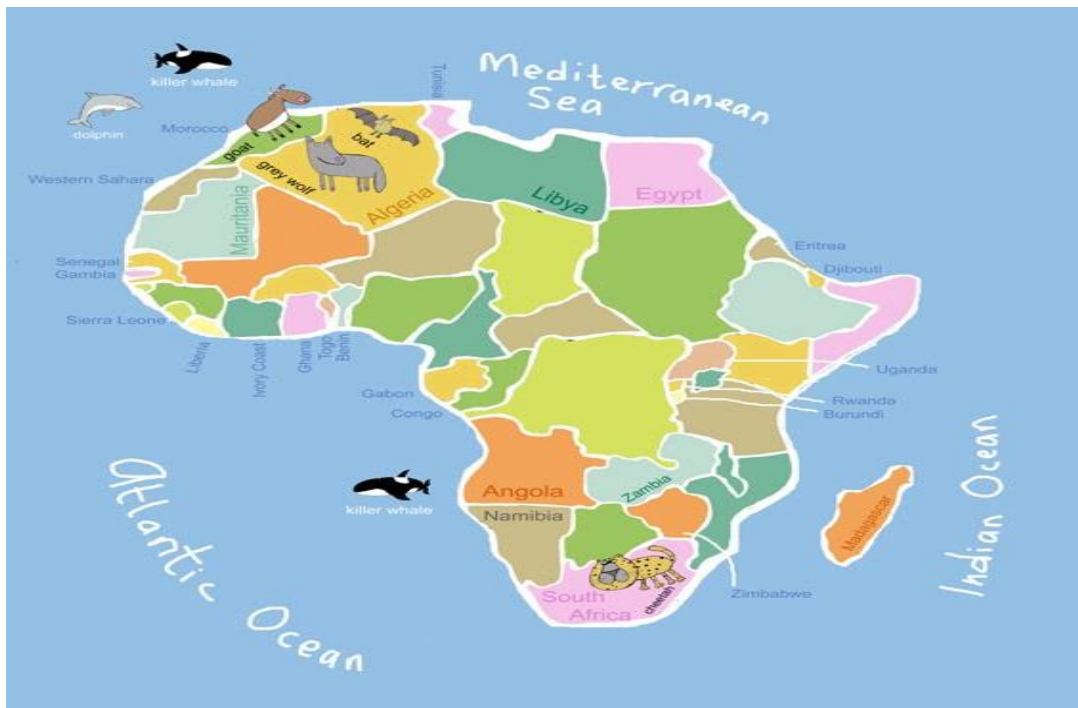 Mediterranean
Sea
killer whale
dolphin
Tunisia
Morocco
goat
bat
grey wolf
Algeria
Western Sahara
Libya
Egypt
Mauritania
Eritrea
Senegal
Djibouti
Gambia
Sierra Leone
Liberia
Ivory Coast
Ghana
Togo
Benin
Uganda
Gabon
Rwanda
Congo
Burundi
Atlantic Ocean
Indian Ocean
Angola
Zambia
killer whale
Namibia
Madagascar
Zimbabwe
South
Africa
cheetah